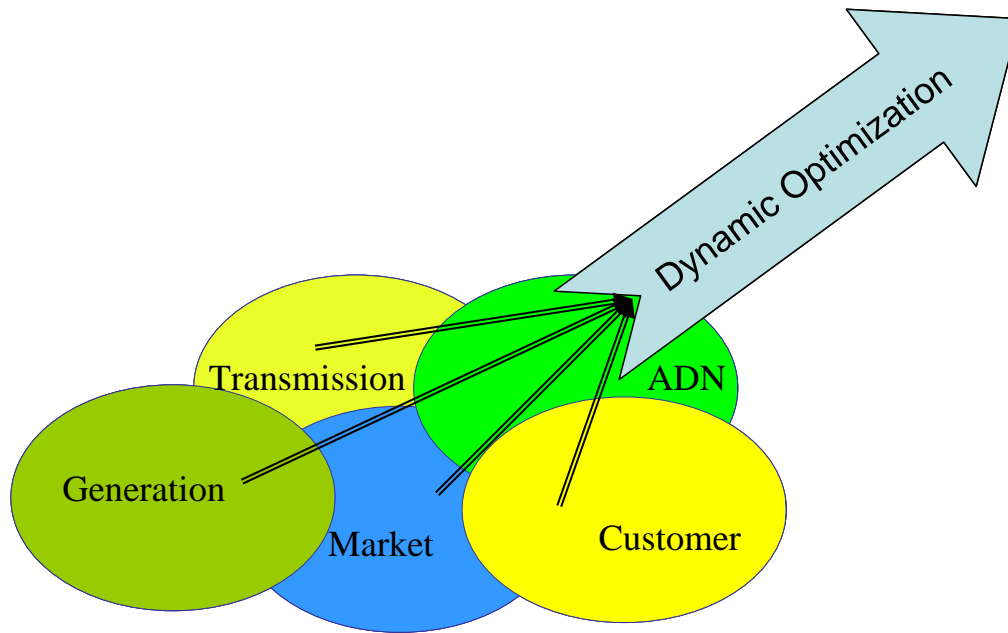 Dynamic Optimization
Transmission
ADN
Generation
Market
Customer